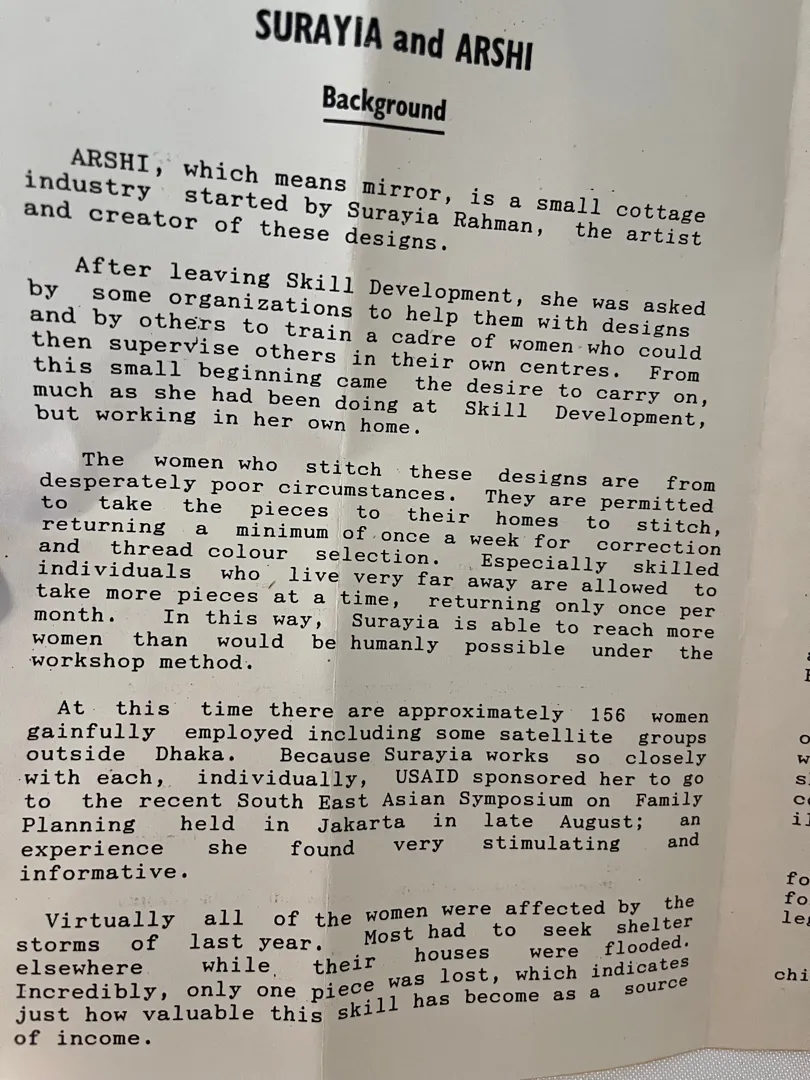 SURAYIA and ARSHI
Background
ARSHI, which means mirror, is a small cottage
industry started by Surayia Rahman, the artist
and creator of these designs.
After leaving Skill Development, she was asked
by some organizations to help them with designs
and by others to train a cadre of women who could
then supervise others in their own centres. From
this small beginning came the desire to carry on,
much as she had been doing at Skill Development,
but working in her own home.
The women who stitch these designs are from
desperately poor circumstances. They are permitted
to take the pieces to their homes to stitch,
returning a minimum of once a week for correction
and thread colour selection. Especially skilled
individuals who live very far away are allowed to
take more pieces at a time, returning only once per
month. In this way, Surayia is able to reach more
women than would be humanly possible under the
workshop method.
At this time there are approximately 156 women
gainfully employed including some satellite groups
outside Dhaka. Because Surayia works so closely
with each, individually, USAID sponsored her to go
to the recent South East Asian Symposium on Family
Planning held in Jakarta in late August; an
experience she found very stimulating and
informative.
Virtually all of the women were affected by the
storms of last year. Most had to seek shelter
elsewhere while their houses were flooded.
Incredibly, only one piece was lost, which indicates
just how valuable this skill has become as a source
of income.